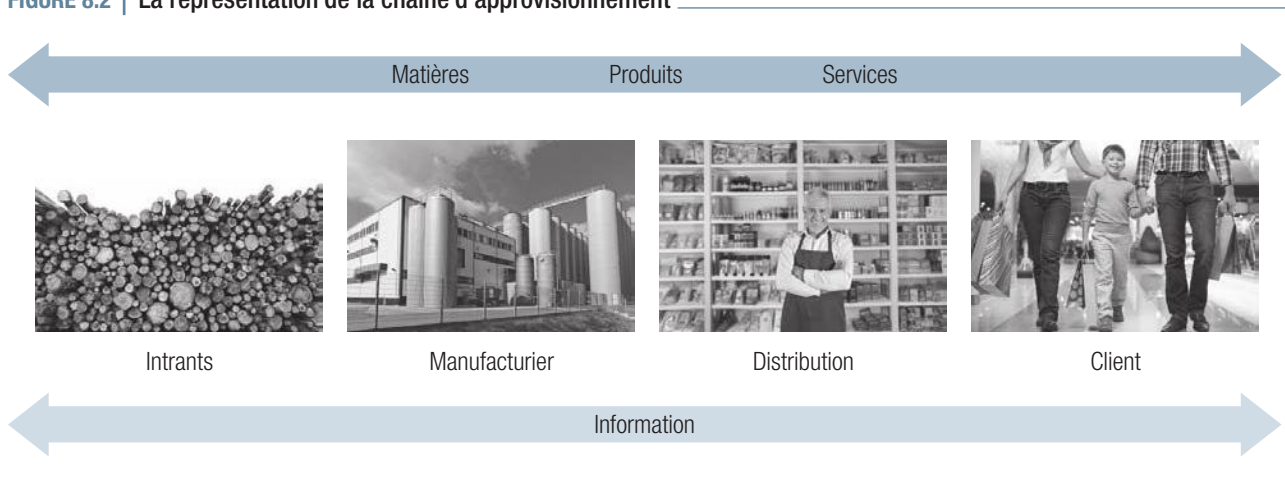 FIGURE 8.2 | La représentation de la chaîne d'approvisionnement
Matières Produits Services
Intrants Manufacturier Distribution Client
Information